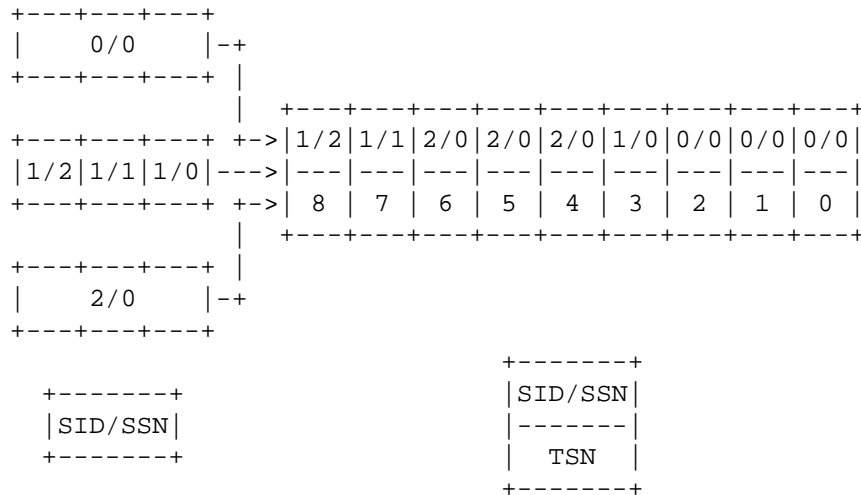 +---+---+---+
|    0/0    |-+
+---+---+---+ |
              |  +---+---+---+---+---+---+---+---+---+
+---+---+---+ +->|1/2|1/1|2/0|2/0|2/0|1/0|0/0|0/0|0/0|
|1/2|1/1|1/0|--->|---|---|---|---|---|---|---|---|---|
+---+---+---+ +->| 8 | 7 | 6 | 5 | 4 | 3 | 2 | 1 | 0 |
              |  +---+---+---+---+---+---+---+---+---+
+---+---+---+ |
|    2/0    |-+
+---+---+---+
                              +-------+
  +-------+                   |SID/SSN|
  |SID/SSN|                   |-------|
  +-------+                   |  TSN  |
                              +-------+